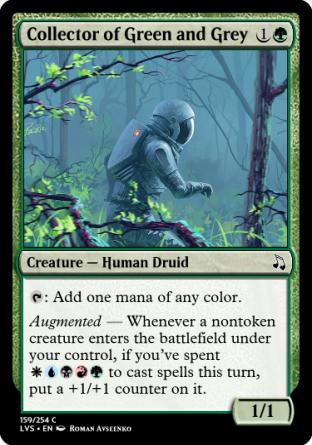 Collector of Green and Grey 1
Creature — Human Druid
: Add one mana of any color.
Augmented — Whenever a nontoken
creature enters the battlefield under
your control, if you've spent
to cast spells this turn,
put a +1/+1 counter on it.
1/1
159/254 C
LVS • EN Roman Avseenko